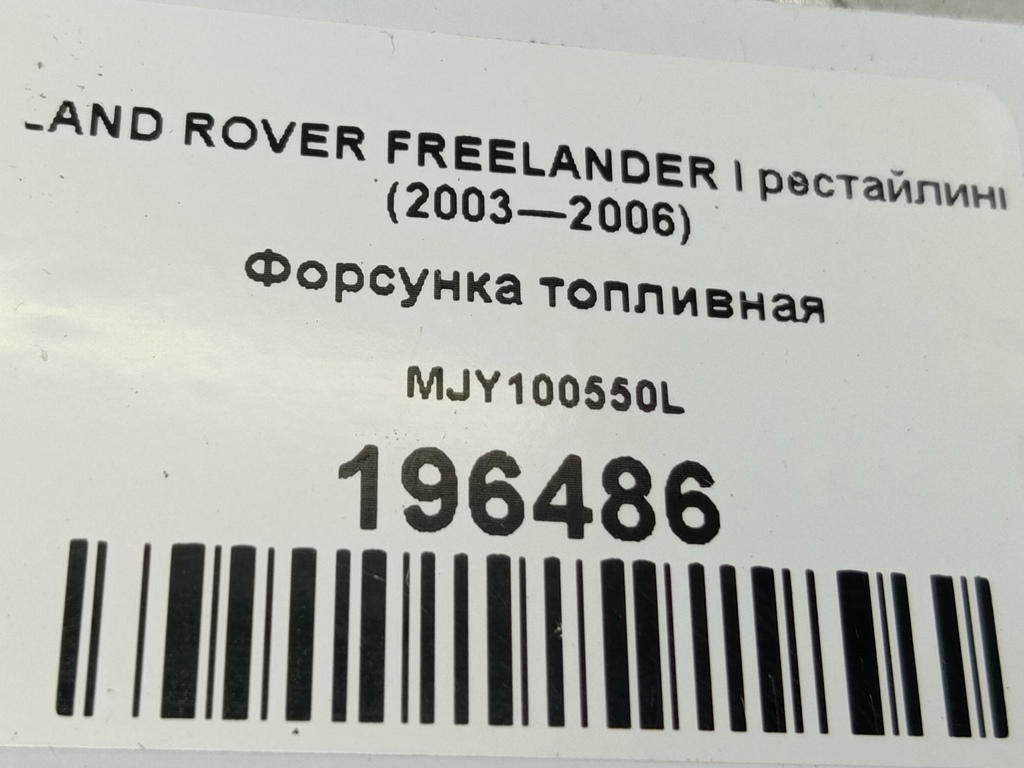 LAND ROVER FREELANDER I рестайлинг
(2003—2006)
Форсунка топливная
MJY100550L
196486